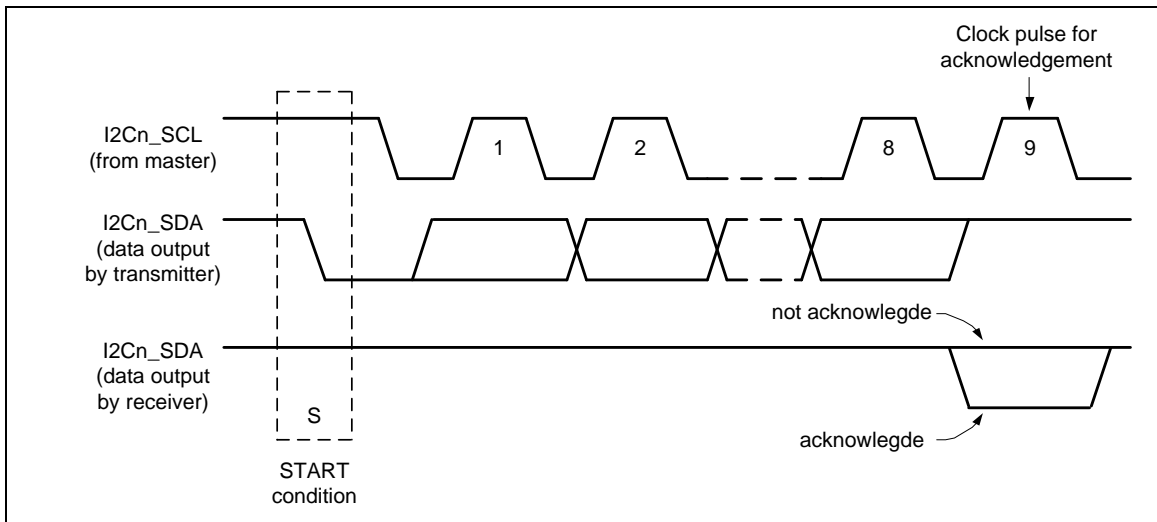 Clock pulse for
acknowledgement
I2Cn_SCL
(from master)
1
2
8
9
I2Cn_SDA
(data output
by transmitter)
not acknowlegde
I2Cn_SDA
(data output
by receiver)
S
acknowlegde
START
condition